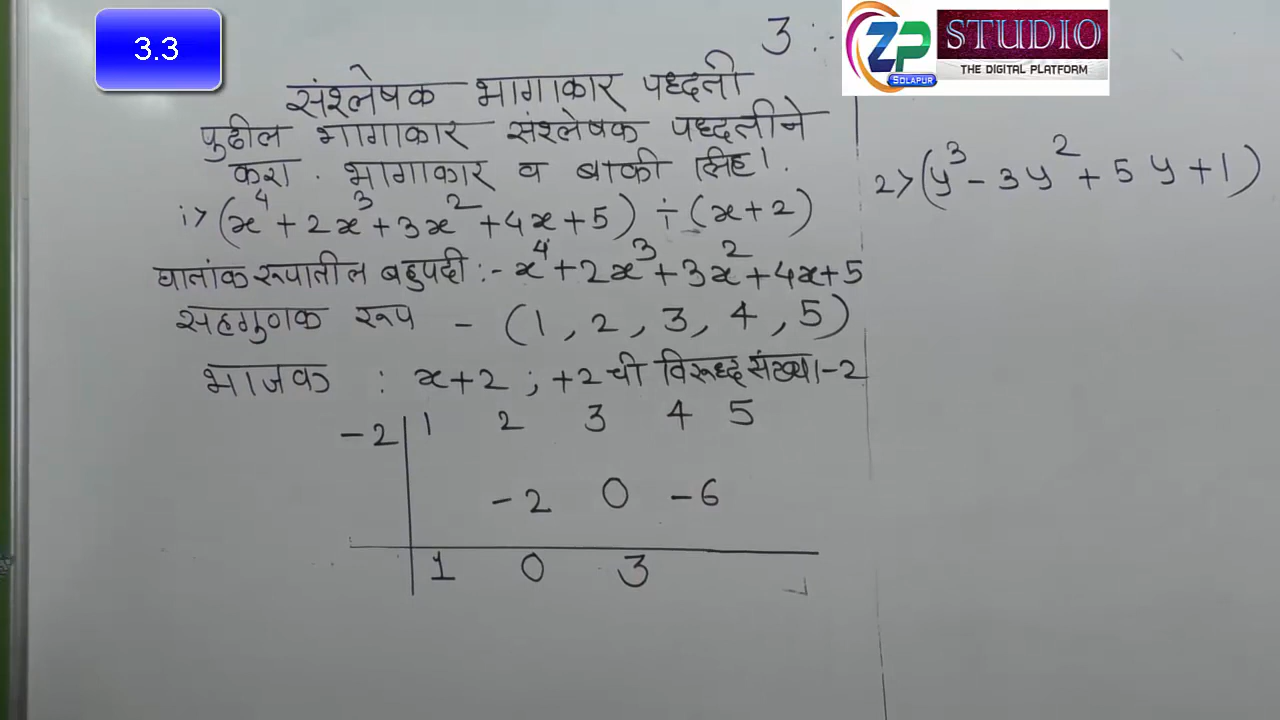 3.3
3 :-
ZP STUDIO
SOLAPUR
THE DIGITAL PLATFORM
संश्लेषक भागाकार पध्दती
पुढील भागाकार संश्लेषक पध्दतीने
करा. भागाकार व बाकी लिहा.
i> (x⁴ + 2x³ + 3x² + 4x + 5) ÷ (x + 2)
घातांक रूपातील बहुपदी :- x⁴ + 2x³ + 3x² + 4x + 5
सहगुणक रूप - (1, 2, 3, 4, 5)
भाजक : x + 2 ; +2 ची विरूध्द संख्या -2
-2 | 1 2 3 4 5
-2 0 -6
1 0 3
2> (y³ - 3y² + 5y + 1)